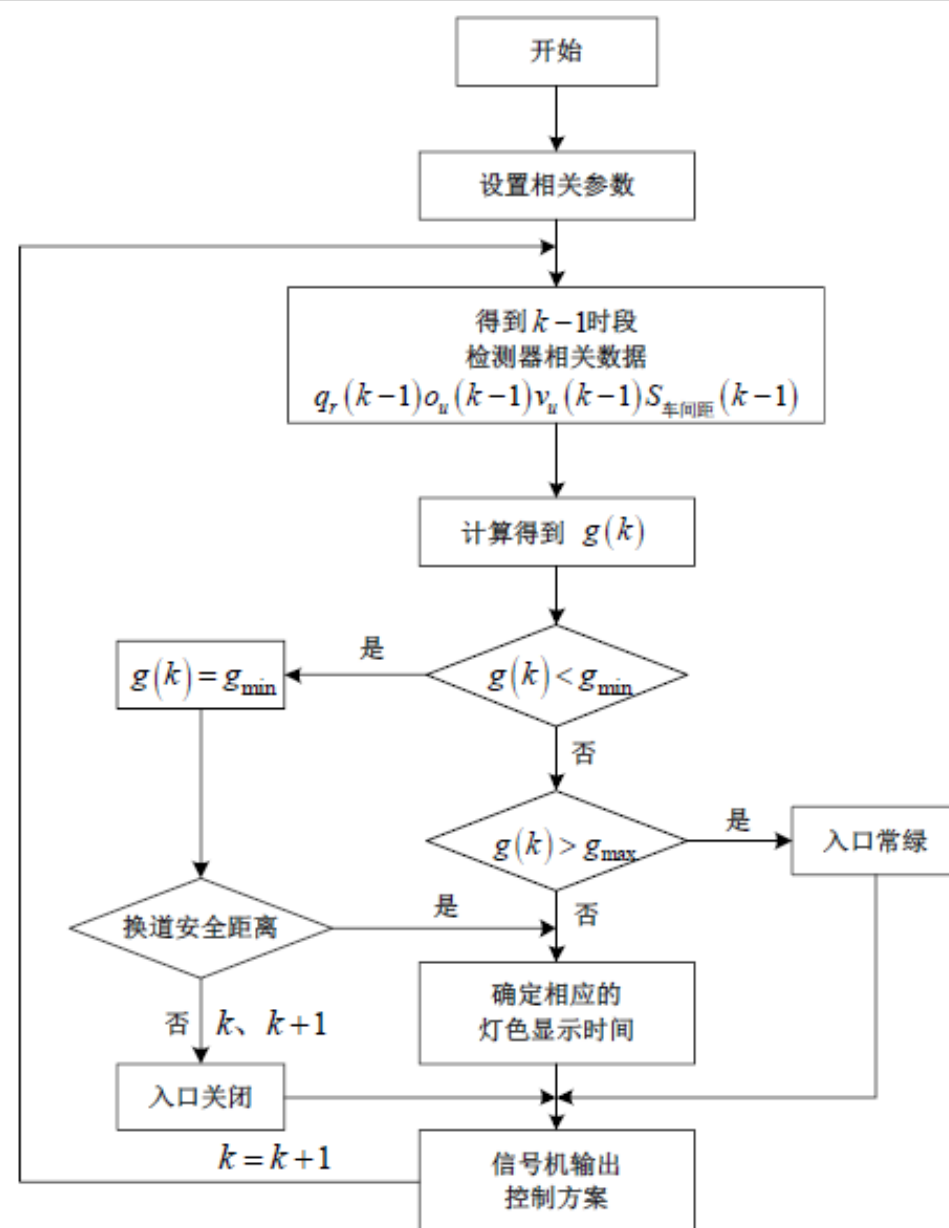 开始
设置相关参数
得到 k−1时段
检测器相关数据
q_r(k−1)o_u(k−1)v_u(k−1)S_车间距(k−1)
计算得到 g(k)
g(k)=g_min
是
g(k)<g_min
否
g(k)>g_max
是
入口常绿
换道安全距离
是
否
确定相应的
灯色显示时间
否 k、k+1
入口关闭
k=k+1
信号机输出
控制方案